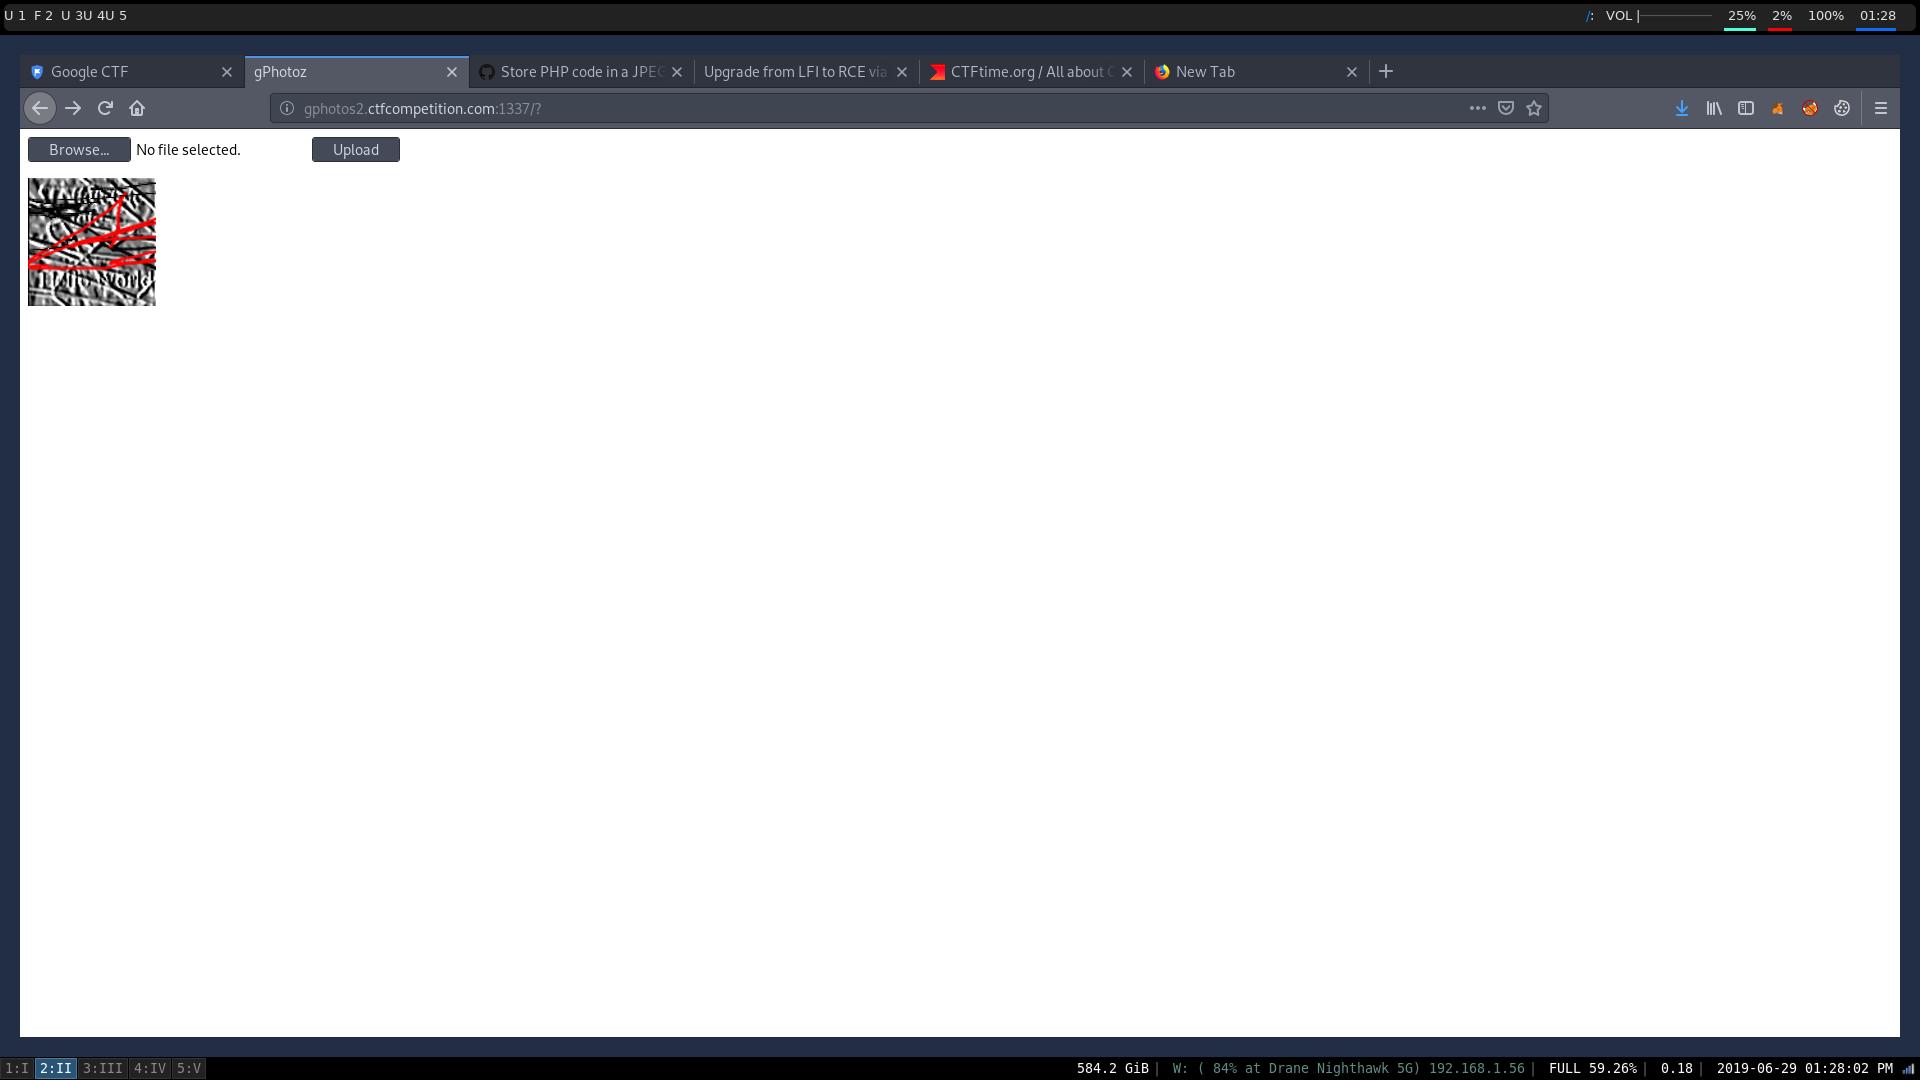 U 1 F 2 U 3U 4U 5
/: VOL 25% 2% 100% 01:28
Google CTF gPhotoz Store PHP code in a JPEG Upgrade from LFI to RCE via CTFtime.org / All about C New Tab
gphotos2.ctfcompetition.com:1337/?
Browse... No file selected. Upload
Hello World
1:I 2:II 3:III 4:IV 5:V 584.2 GiB | W: ( 84% at Drane Nighthawk 5G) 192.168.1.56 | FULL 59.26% | 0.18 | 2019-06-29 01:28:02 PM